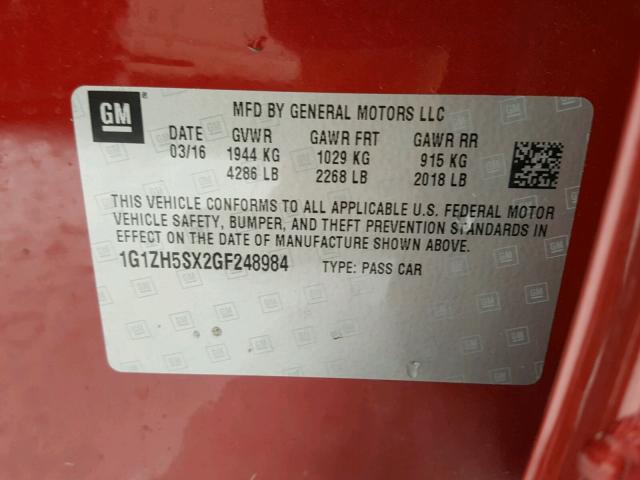 GM ® MFD BY GENERAL MOTORS LLC
DATE GVWR GAWR FRT GAWR RR
03/16 1944 KG 1029 KG 915 KG
4286 LB 2268 LB 2018 LB
THIS VEHICLE CONFORMS TO ALL APPLICABLE U.S. FEDERAL MOTOR
VEHICLE SAFETY, BUMPER, AND THEFT PREVENTION STANDARDS IN
EFFECT ON THE DATE OF MANUFACTURE SHOWN ABOVE.
1G1ZH5SX2GF248984 TYPE: PASS CAR